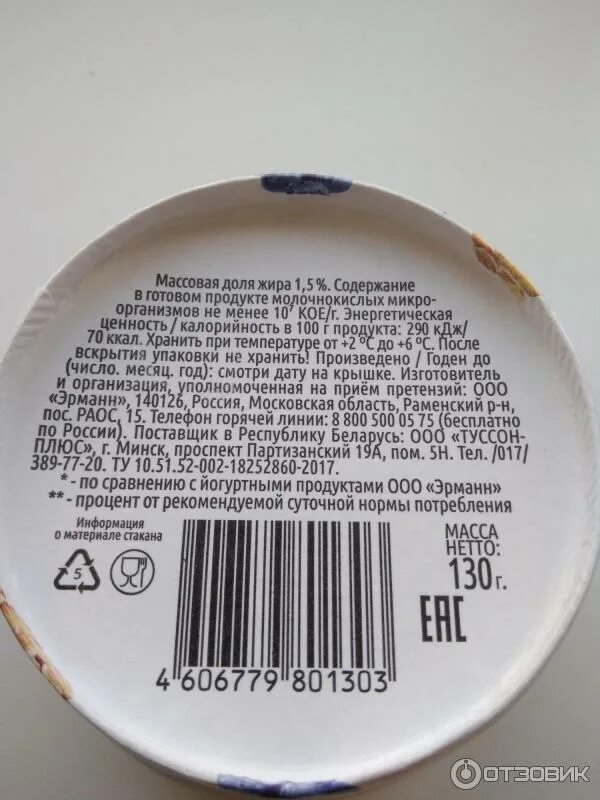 Массовая доля жира 1,5%. Содержание
в готовом продукте молочнокислых микро-
организмов не менее 10⁷ КОЕ/г. Энергетическая
ценность / калорийность в 100 г продукта: 290 кДж/
70 ккал. Хранить при температуре от +2 °С до +6 °С. После
вскрытия упаковки не хранить! Произведено / Годен до
(число. месяц. год): смотри дату на крышке. Изготовитель
и организация, уполномоченная на приём претензий: ООО
«Эрманн», 140126, Россия, Московская область, Раменский р-н,
пос. РАОС, 15. Телефон горячей линии: 8 800 500 05 75 (бесплатно
по России). Поставщик в Республику Беларусь: ООО «ТУССОН-
ПЛЮС», г. Минск, проспект Партизанский 19А, пом. 5Н. Тел. /017/
389-77-20. ТУ 10.51.52-002-18252860-2017.
* - по сравнению с йогуртными продуктами ООО «Эрманн»
** - процент от рекомендуемой суточной нормы потребления
Информация
о материале стакана
5
4 606779 801303
МАССА
НЕТТО:
130 г.
ЕАС
ОТЗОВИК